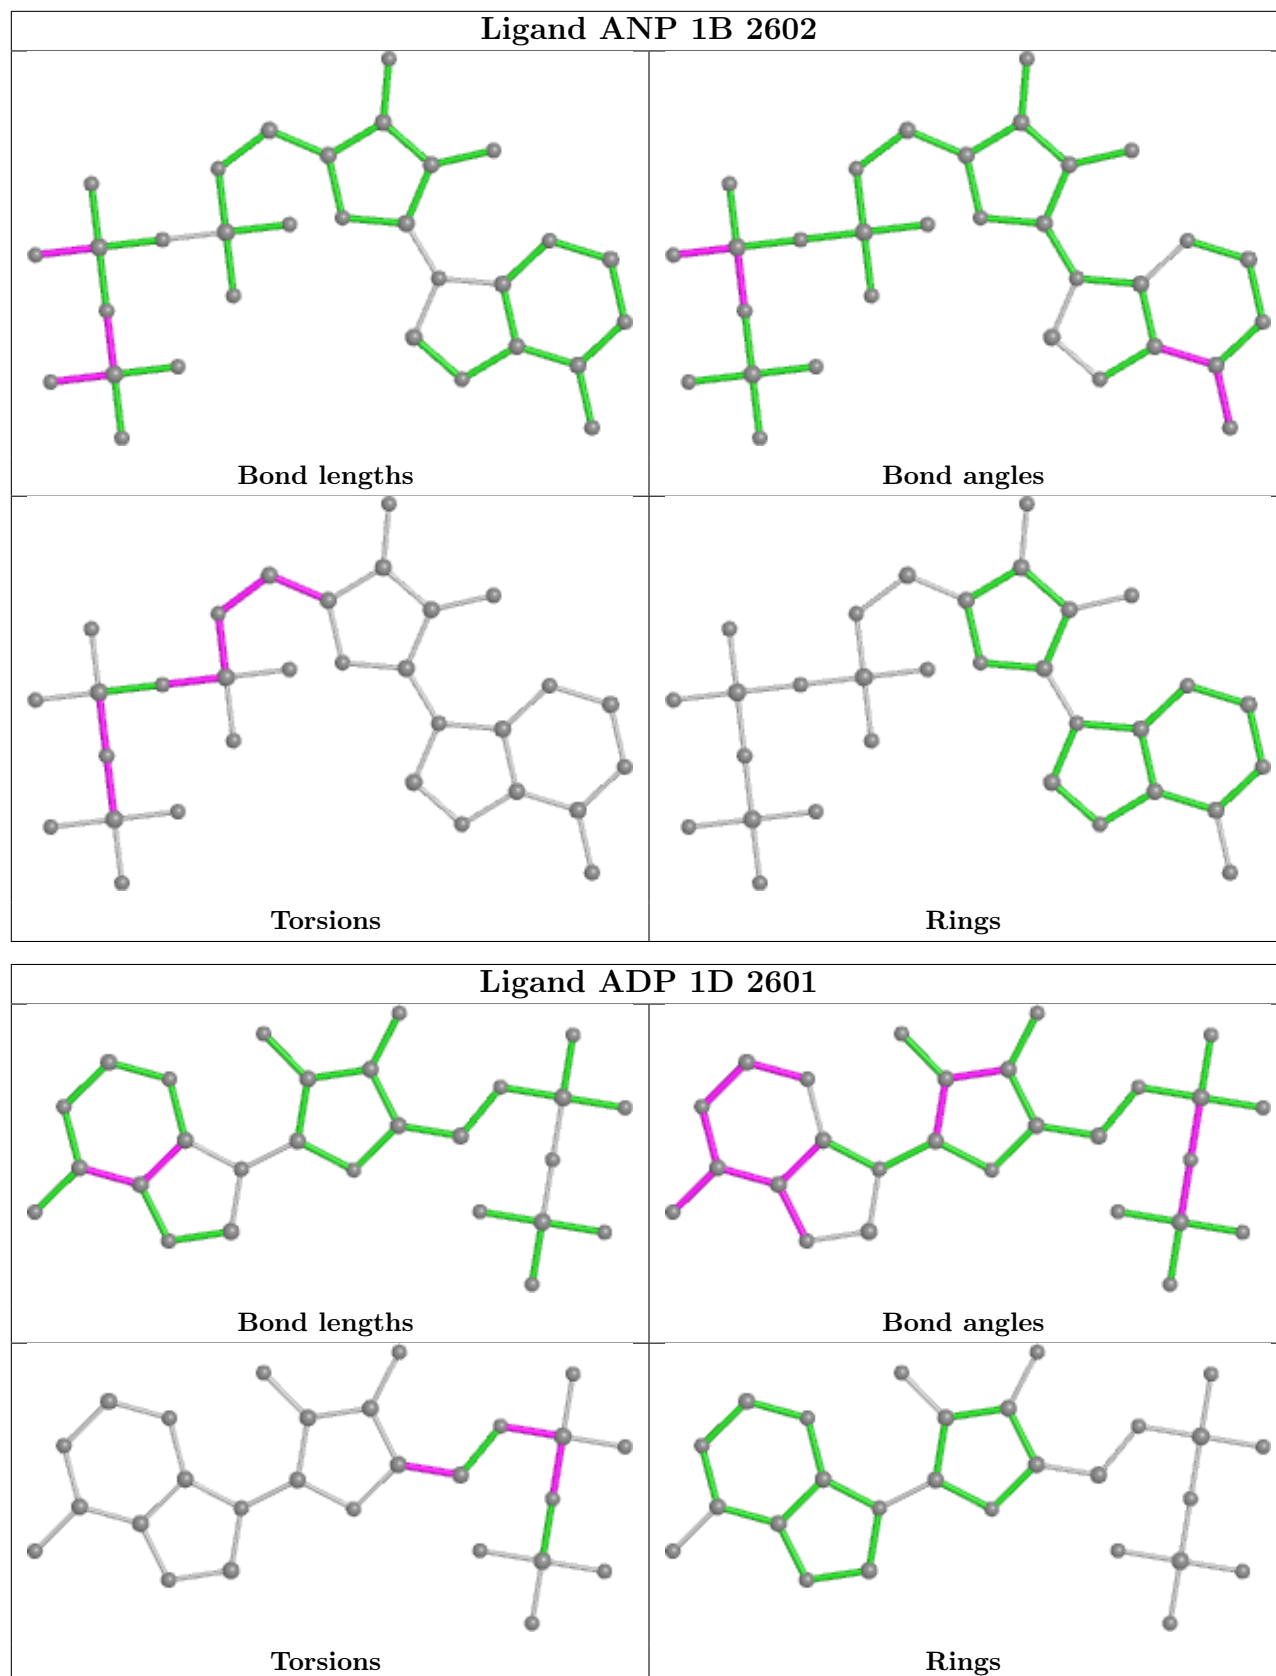 Ligand ANP 1B 2602
Bond lengths
Bond angles
Torsions
Rings
Ligand ADP 1D 2601
Bond lengths
Bond angles
Torsions
Rings